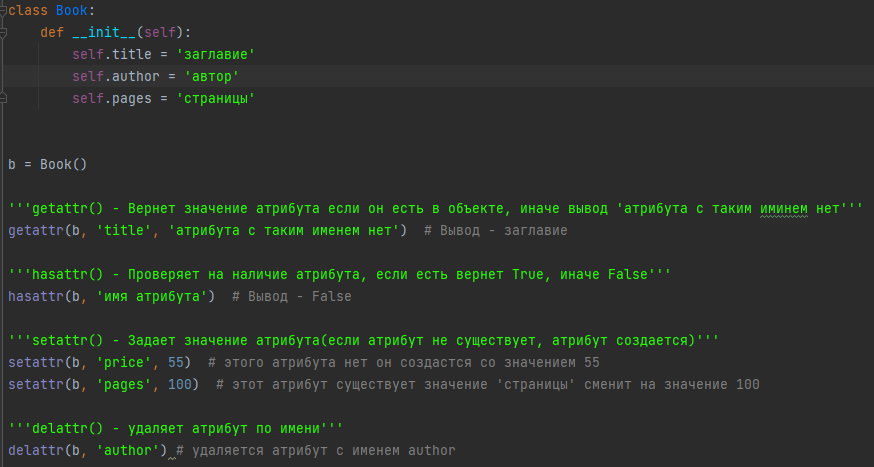 class Book:
    def __init__(self):
        self.title = 'заглавие'
        self.author = 'автор'
        self.pages = 'страницы'
b = Book()
'''getattr() - Вернет значение атрибута если он есть в объекте, иначе вывод 'атрибута с таким иминем нет'''
getattr(b, 'title', 'атрибута с таким именем нет')  # Вывод - заглавие
'''hasattr() - Проверяет на наличие атрибута, если есть вернет True, иначе False'''
hasattr(b, 'имя атрибута')  # Вывод - False
'''setattr() - Задает значение атрибута(если атрибут не существует, атрибут создается)'''
setattr(b, 'price', 55)  # этого атрибута нет он создастся со значением 55
setattr(b, 'pages', 100)  # этот атрибут существует значение 'страницы' сменит на значение 100
'''delattr() - удаляет атрибут по имени'''
delattr(b, 'author') # удаляется атрибут с именем author